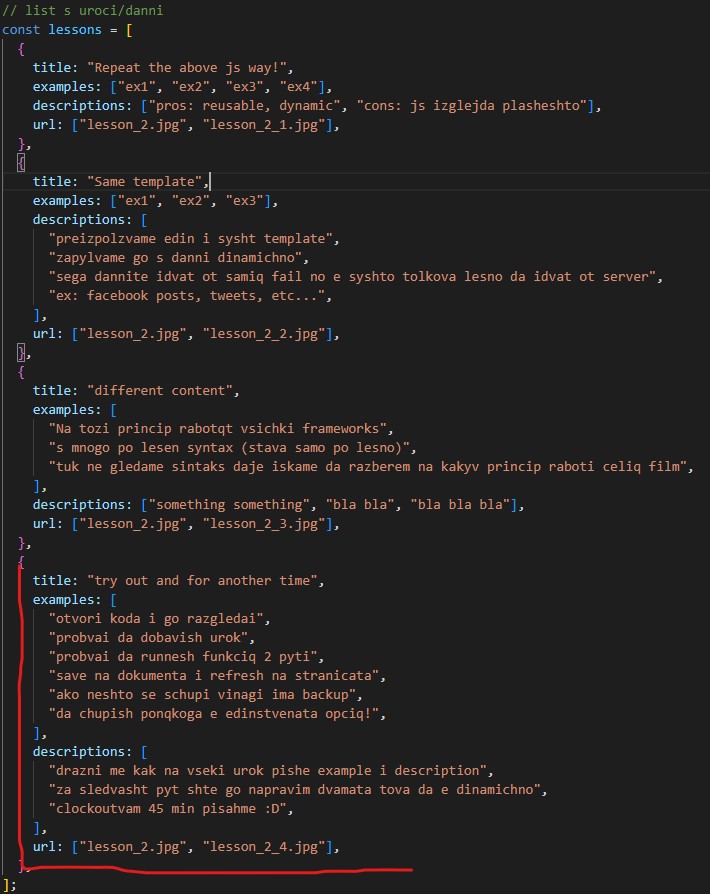 // list s uroci/danni
const lessons = [
{
title: "Repeat the above js way!",
examples: ["ex1", "ex2", "ex3", "ex4"],
descriptions: ["pros: reusable, dynamic", "cons: js izglejda plasheshto"],
url: ["lesson_2.jpg", "lesson_2_1.jpg"],
},
{
title: "Same template",
examples: ["ex1", "ex2", "ex3"],
descriptions: [
"preizpolzvame edin i sysht template",
"zapylvame go s danni dinamichno",
"sega dannite idvat ot samiq fail no e syshto tolkova lesno da idvat ot server",
"ex: facebook posts, tweets, etc...",
],
url: ["lesson_2.jpg", "lesson_2_2.jpg"],
},
{
title: "different content",
examples: [
"Na tozi princip rabotqt vsichki frameworks",
"s mnogo po lesen syntax (stava samo po lesno)",
"tuk ne gledame sintaks daje iskame da razberem na kakyv princip raboti celiq film",
],
descriptions: ["something something", "bla bla", "bla bla bla"],
url: ["lesson_2.jpg", "lesson_2_3.jpg"],
},
{
title: "try out and for another time",
examples: [
"otvori koda i go razgledai",
"probvai da dobavish urok",
"probvai da runnesh funkciq 2 pyti",
"save na dokumenta i refresh na stranicata",
"ako neshto se schupi vinagi ima backup",
"da chupish ponqkoga e edinstvenata opciq!",
],
descriptions: [
"drazni me kak na vseki urok pishe example i description",
"za sledvasht pyt shte go napravim dvamata tova da e dinamichno",
"clockoutvam 45 min pisahme :D",
],
url: ["lesson_2.jpg", "lesson_2_4.jpg"],
},
];